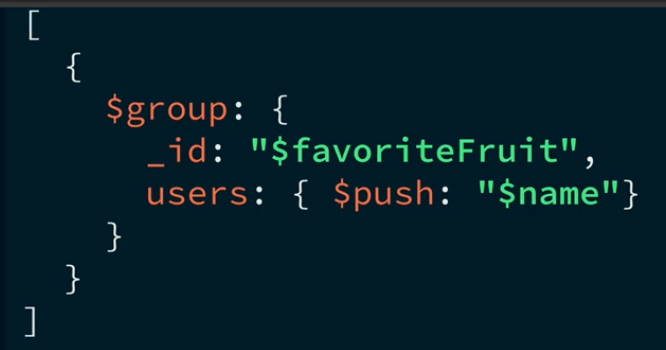 [
{
$group: {
_id: "$favoriteFruit",
users: { $push: "$name"}
}
}
]